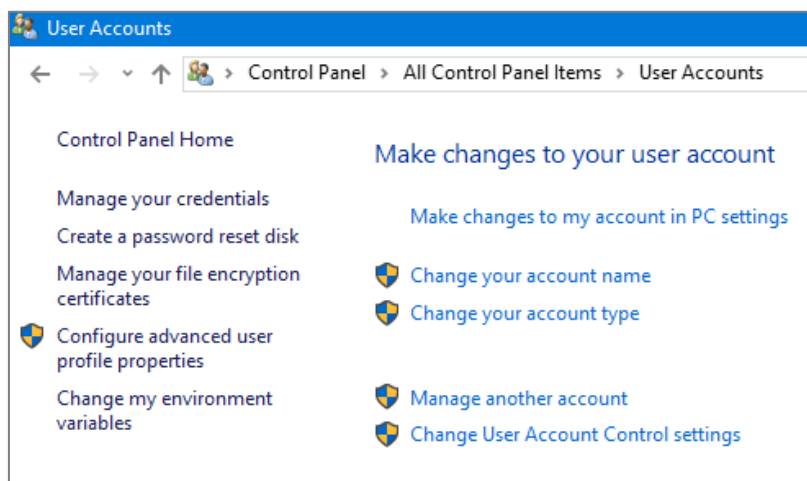 User Accounts
Control Panel > All Control Panel Items > User Accounts
Control Panel Home
Manage your credentials
Create a password reset disk
Manage your file encryption
certificates
Configure advanced user
profile properties
Change my environment
variables
Make changes to your user account
Make changes to my account in PC settings
Change your account name
Change your account type
Manage another account
Change User Account Control settings